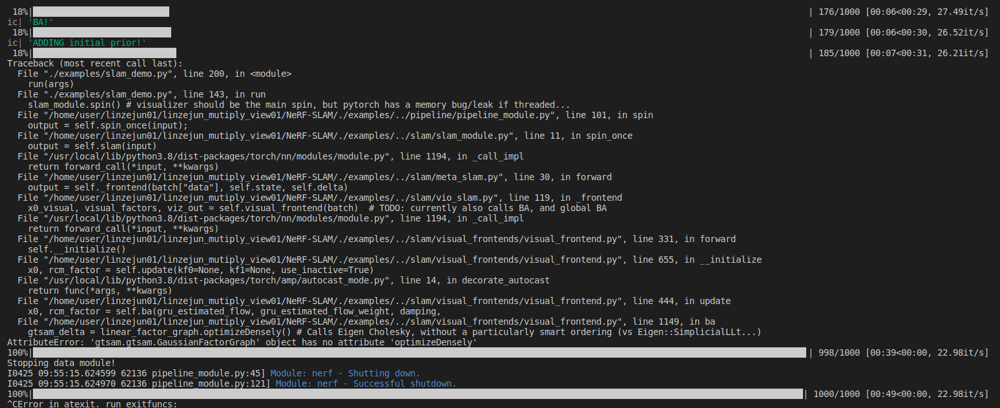 18%| | 176/1000 [00:06<00:29, 27.49it/s]
ic| 'BA!'
18%| | 179/1000 [00:06<00:30, 26.52it/s]
ic| 'ADDING initial prior!'
18%| | 185/1000 [00:07<00:31, 26.21it/s]
Traceback (most recent call last):
  File "./examples/slam_demo.py", line 200, in <module>
    run(args)
  File "./examples/slam_demo.py", line 143, in run
    slam_module.spin() # visualizer should be the main spin, but pytorch has a memory bug/leak if threaded...
  File "/home/user/linzejun01/linzejun_mutiply_view01/NeRF-SLAM/./examples/../pipeline/pipeline_module.py", line 101, in spin
    output = self.spin_once(input);
  File "/home/user/linzejun01/linzejun_mutiply_view01/NeRF-SLAM/./examples/../slam/slam_module.py", line 11, in spin_once
    output = self.slam(input)
  File "/usr/local/lib/python3.8/dist-packages/torch/nn/modules/module.py", line 1194, in _call_impl
    return forward_call(*input, **kwargs)
  File "/home/user/linzejun01/linzejun_mutiply_view01/NeRF-SLAM/./examples/../slam/meta_slam.py", line 30, in forward
    output = self._frontend(batch["data"], self.state, self.delta)
  File "/home/user/linzejun01/linzejun_mutiply_view01/NeRF-SLAM/./examples/../slam/vio_slam.py", line 119, in _frontend
    x0_visual, visual_factors, viz_out = self.visual_frontend(batch)  # TODO: currently also calls BA, and global BA
  File "/usr/local/lib/python3.8/dist-packages/torch/nn/modules/module.py", line 1194, in _call_impl
    return forward_call(*input, **kwargs)
  File "/home/user/linzejun01/linzejun_mutiply_view01/NeRF-SLAM/./examples/../slam/visual_frontends/visual_frontend.py", line 331, in forward
    self.__initialize()
  File "/home/user/linzejun01/linzejun_mutiply_view01/NeRF-SLAM/./examples/../slam/visual_frontends/visual_frontend.py", line 655, in __initialize
    x0, rcm_factor = self.update(kf0=None, kf1=None, use_inactive=True)
  File "/usr/local/lib/python3.8/dist-packages/torch/amp/autocast_mode.py", line 14, in decorate_autocast
    return func(*args, **kwargs)
  File "/home/user/linzejun01/linzejun_mutiply_view01/NeRF-SLAM/./examples/../slam/visual_frontends/visual_frontend.py", line 444, in update
    x0, rcm_factor = self.ba(gru_estimated_flow, gru_estimated_flow_weight, damping,
  File "/home/user/linzejun01/linzejun_mutiply_view01/NeRF-SLAM/./examples/../slam/visual_frontends/visual_frontend.py", line 1149, in ba
    gtsam_delta = linear_factor_graph.optimizeDensely() # Calls Eigen Cholesky, without a particularly smart ordering (vs Eigen::SimplicialLLt...)
AttributeError: 'gtsam.gtsam.GaussianFactorGraph' object has no attribute 'optimizeDensely'
100%| | 998/1000 [00:39<00:00, 22.98it/s]
Stopping data module!
I0425 09:55:15.624599 62136 pipeline_module.py:45] Module: nerf - Shutting down.
I0425 09:55:15.624970 62136 pipeline_module.py:121] Module: nerf - Successful shutdown.
100%| | 1000/1000 [00:49<00:00, 22.98it/s]
^CError in atexit. run exitfuncs: